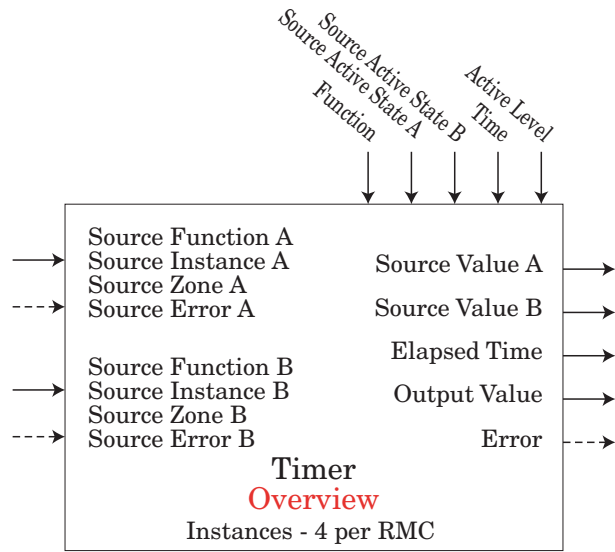 Function
Source Active State A
Source Active State B
Time
Active Level
Source Function A
Source Instance A
Source Zone A
Source Error A
Source Function B
Source Instance B
Source Zone B
Source Error B
Source Value A
Source Value B
Elapsed Time
Output Value
Error
Timer
Overview
Instances - 4 per RMC